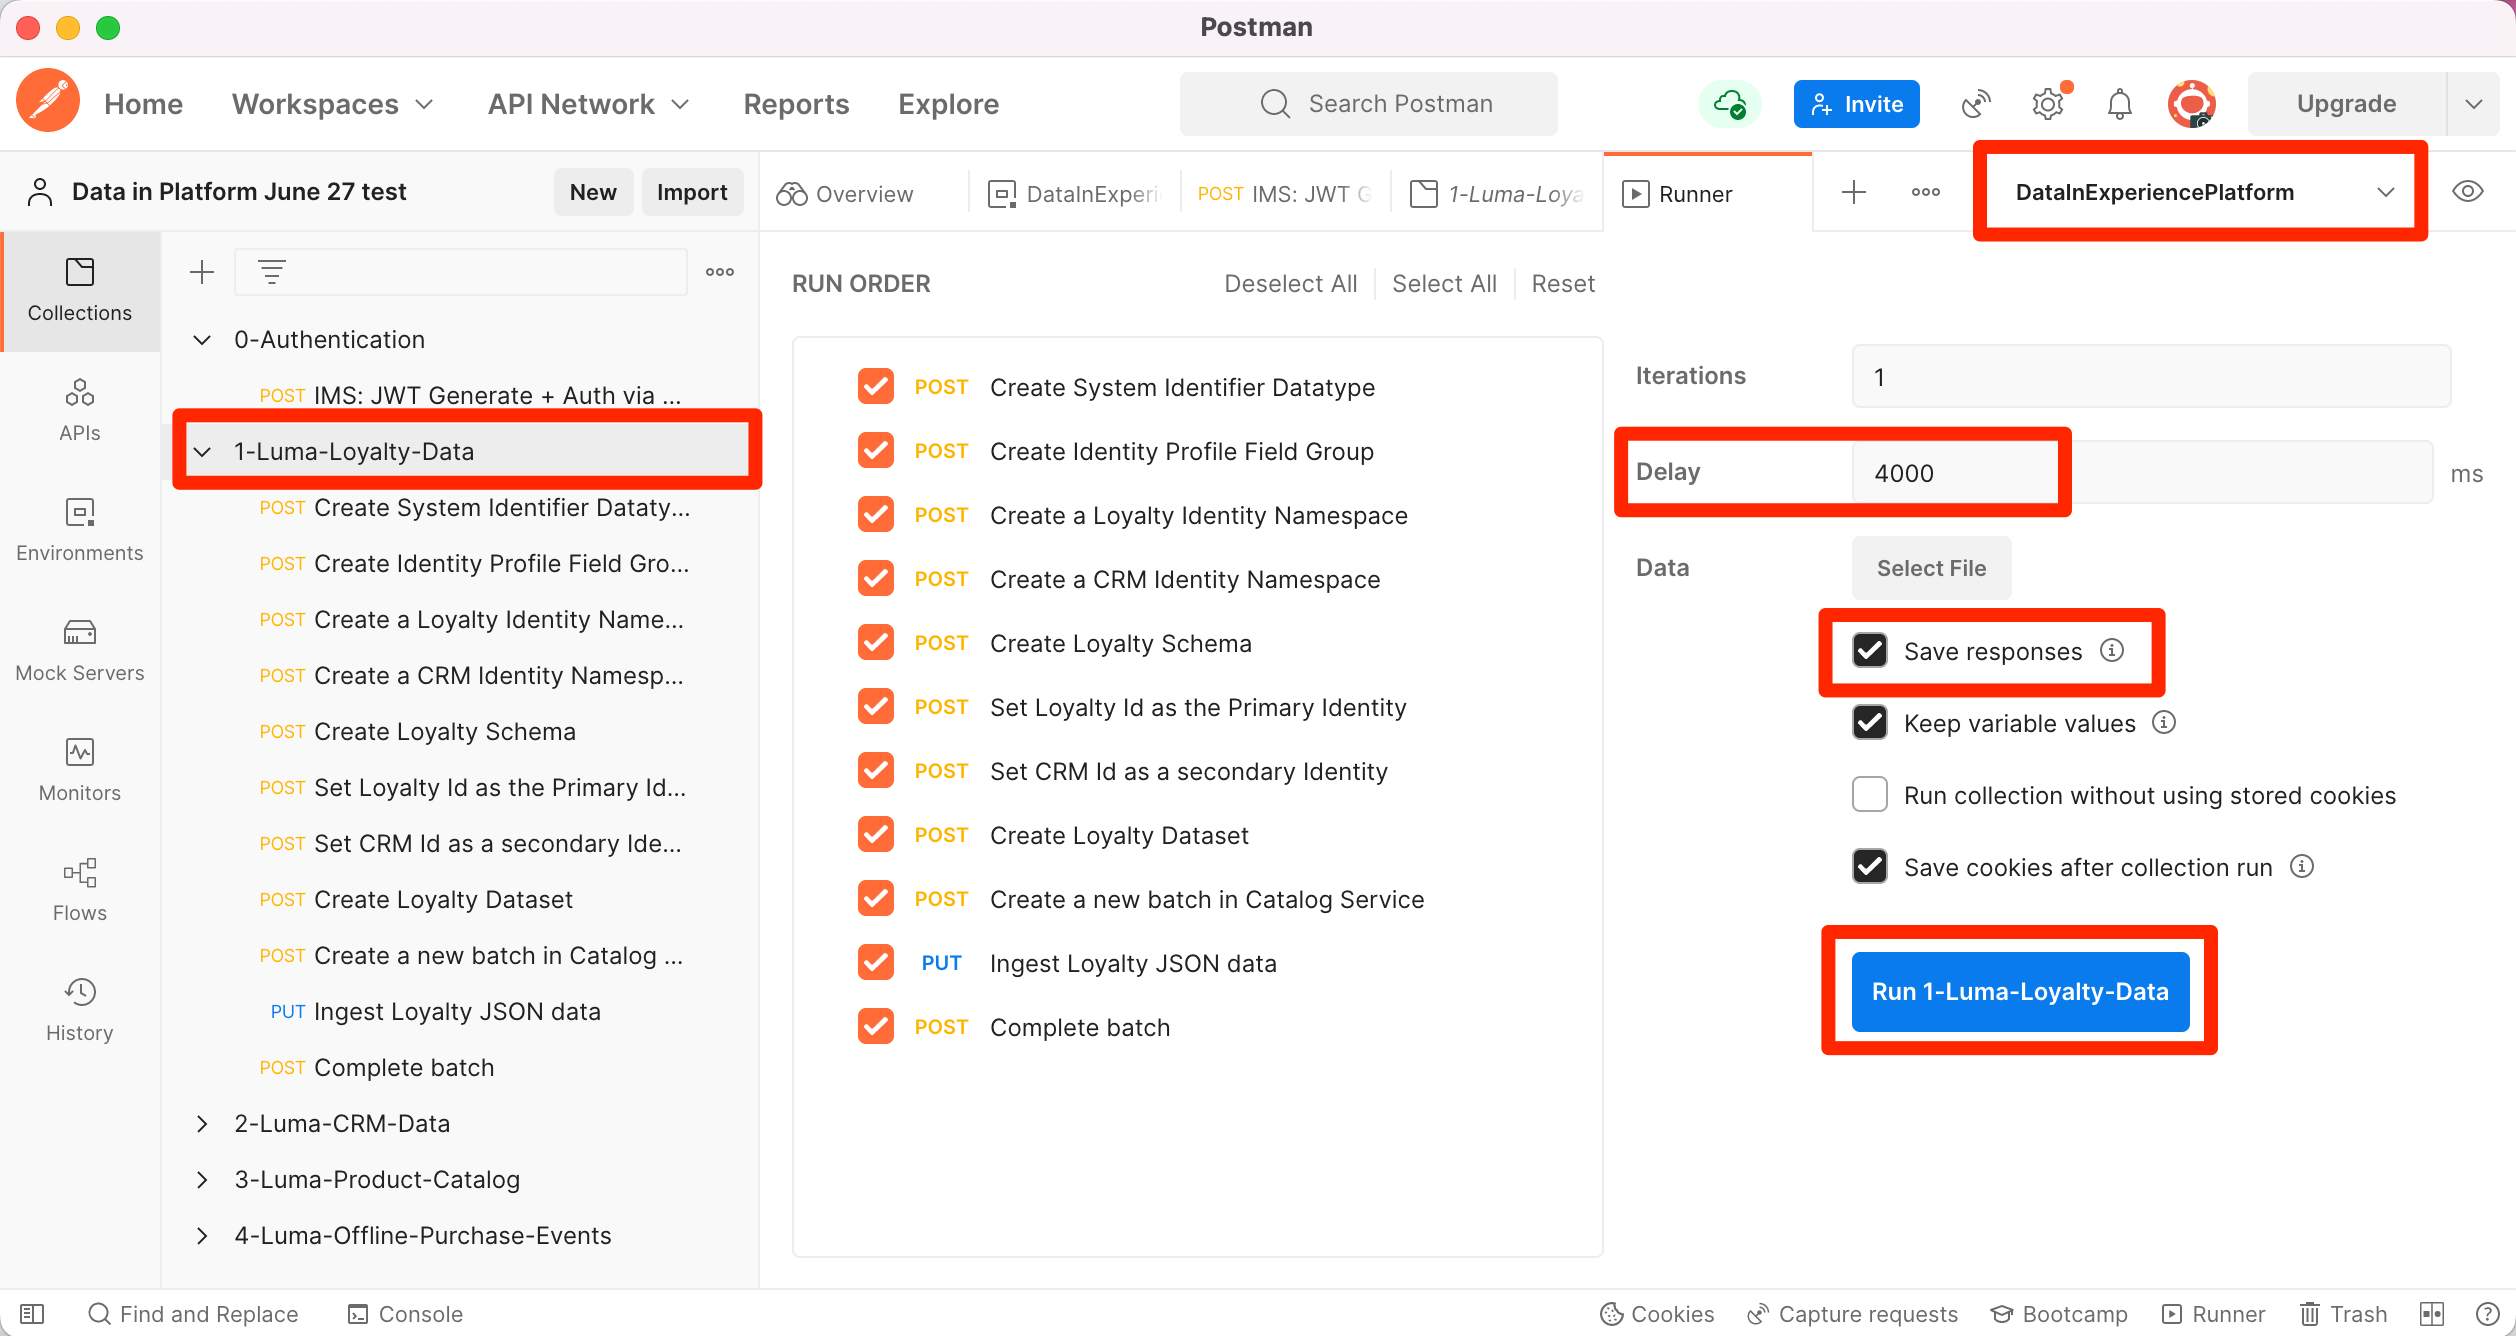 Postman
Home
Workspaces
API Network
Reports
Explore
Search Postman
Invite
Upgrade
Data in Platform June 27 test
New
Import
Overview
DataInExperi
POST IMS: JWT G
1-Luma-Loya
Runner
DataInExperiencePlatform
Collections
APIs
Environments
Mock Servers
Monitors
Flows
History
0-Authentication
POST IMS: JWT Generate + Auth via ...
1-Luma-Loyalty-Data
POST Create System Identifier Dataty...
POST Create Identity Profile Field Gro...
POST Create a Loyalty Identity Name...
POST Create a CRM Identity Namesp...
POST Create Loyalty Schema
POST Set Loyalty Id as the Primary Id...
POST Set CRM Id as a secondary Ide...
POST Create Loyalty Dataset
POST Create a new batch in Catalog ...
PUT Ingest Loyalty JSON data
POST Complete batch
2-Luma-CRM-Data
3-Luma-Product-Catalog
4-Luma-Offline-Purchase-Events
RUN ORDER
Deselect All
Select All
Reset
POST Create System Identifier Datatype
POST Create Identity Profile Field Group
POST Create a Loyalty Identity Namespace
POST Create a CRM Identity Namespace
POST Create Loyalty Schema
POST Set Loyalty Id as the Primary Identity
POST Set CRM Id as a secondary Identity
POST Create Loyalty Dataset
POST Create a new batch in Catalog Service
PUT Ingest Loyalty JSON data
POST Complete batch
Iterations 1
Delay 4000 ms
Data Select File
Save responses
Keep variable values
Run collection without using stored cookies
Save cookies after collection run
Run 1-Luma-Loyalty-Data
Find and Replace
Console
Cookies
Capture requests
Bootcamp
Runner
Trash